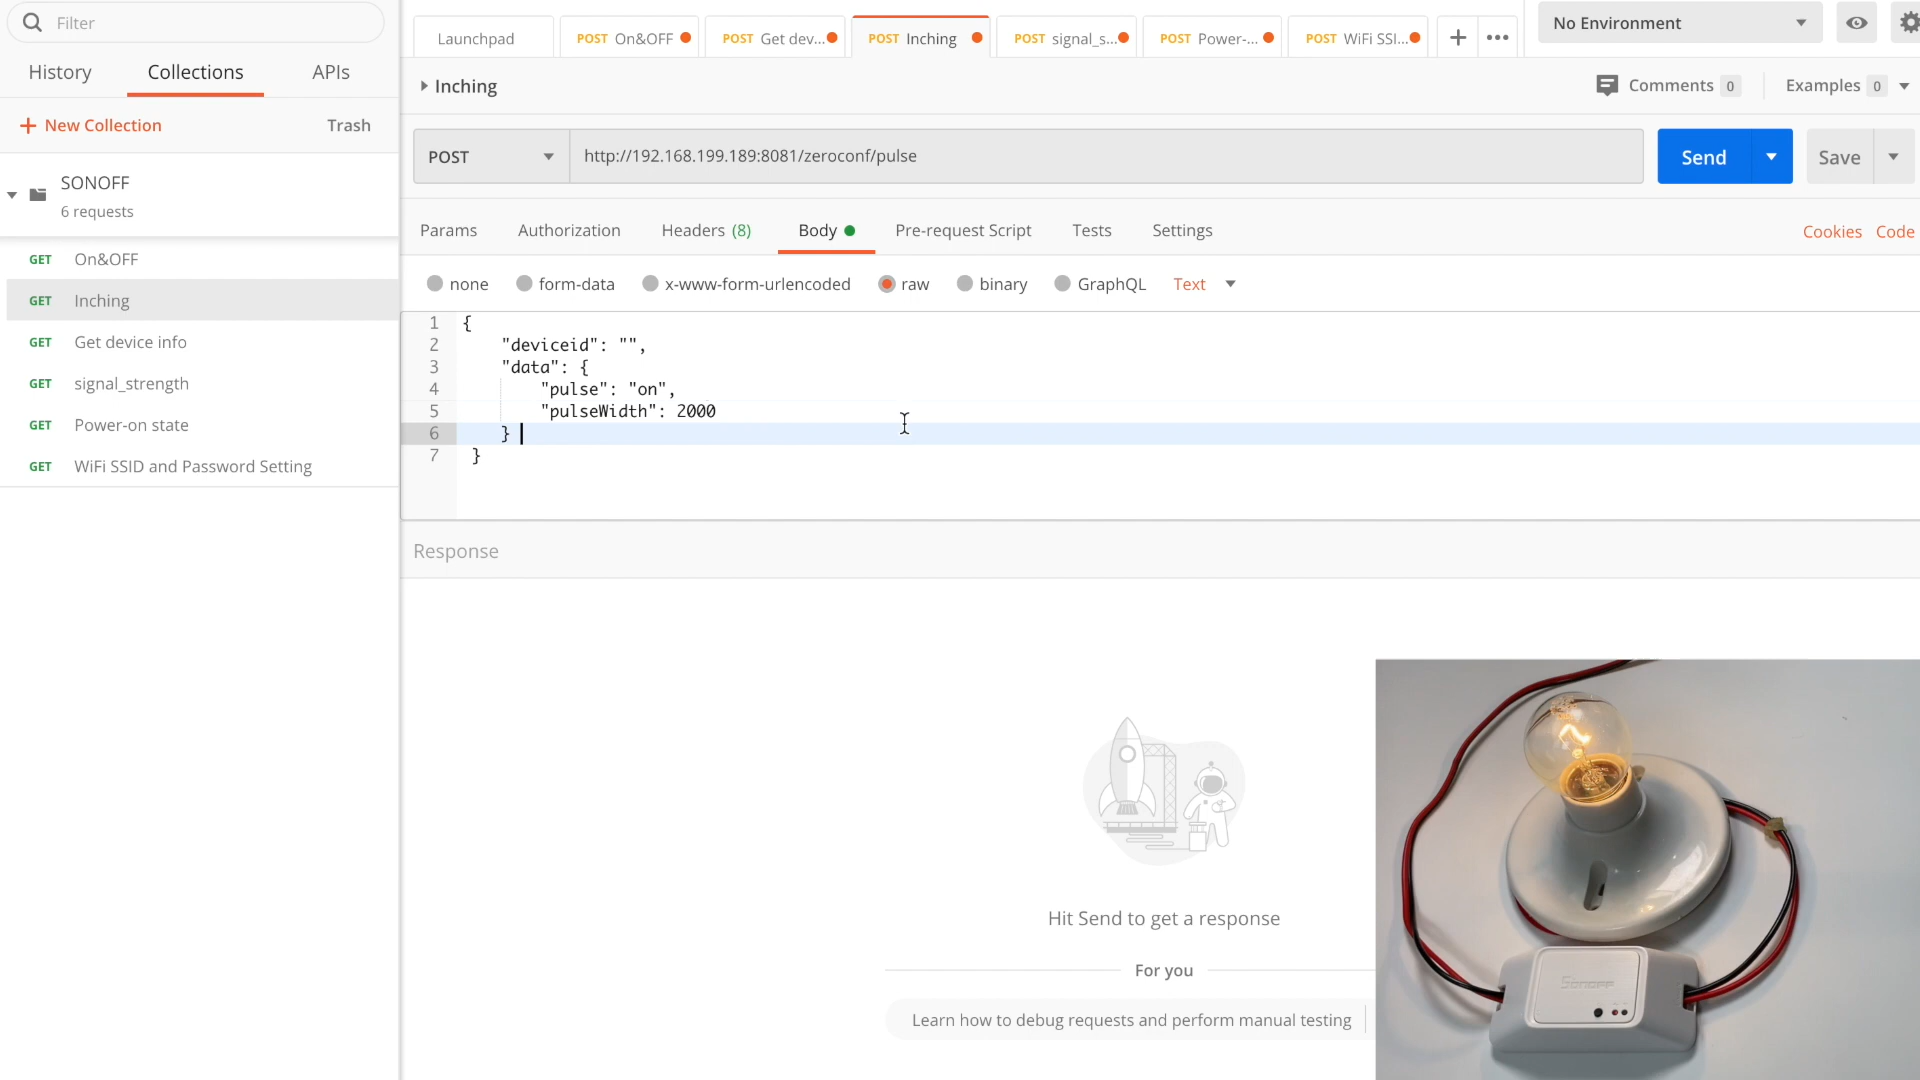 Filter
History
Collections
APIs
New Collection
Trash
SONOFF
6 requests
GET On&OFF
GET Inching
GET Get device info
GET signal_strength
GET Power-on state
GET WiFi SSID and Password Setting
Launchpad
POST On&OFF
POST Get dev...
POST Inching
POST signal_s...
POST Power-...
POST WiFi SSI...
No Environment
Inching
Comments 0
Examples 0
POST
http://192.168.199.189:8081/zeroconf/pulse
Send
Save
Params
Authorization
Headers (8)
Body
Pre-request Script
Tests
Settings
Cookies
Code
none
form-data
x-www-form-urlencoded
raw
binary
GraphQL
Text
1 {
2 "deviceid": "",
3 "data": {
4 "pulse": "on",
5 "pulseWidth": 2000
6 }
7 }
Response
Hit Send to get a response
For you
Learn how to debug requests and perform manual testing
SONOFF